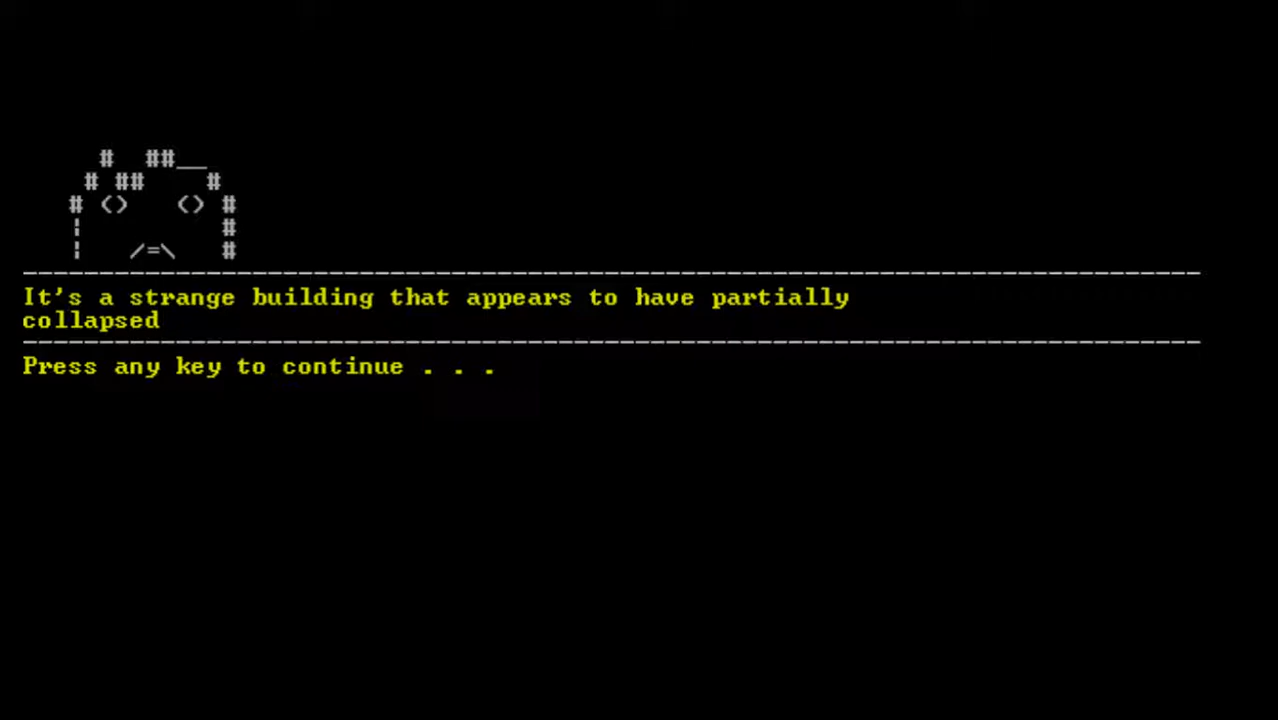 It's a strange building that appears to have partially
collapsed
Press any key to continue . . .